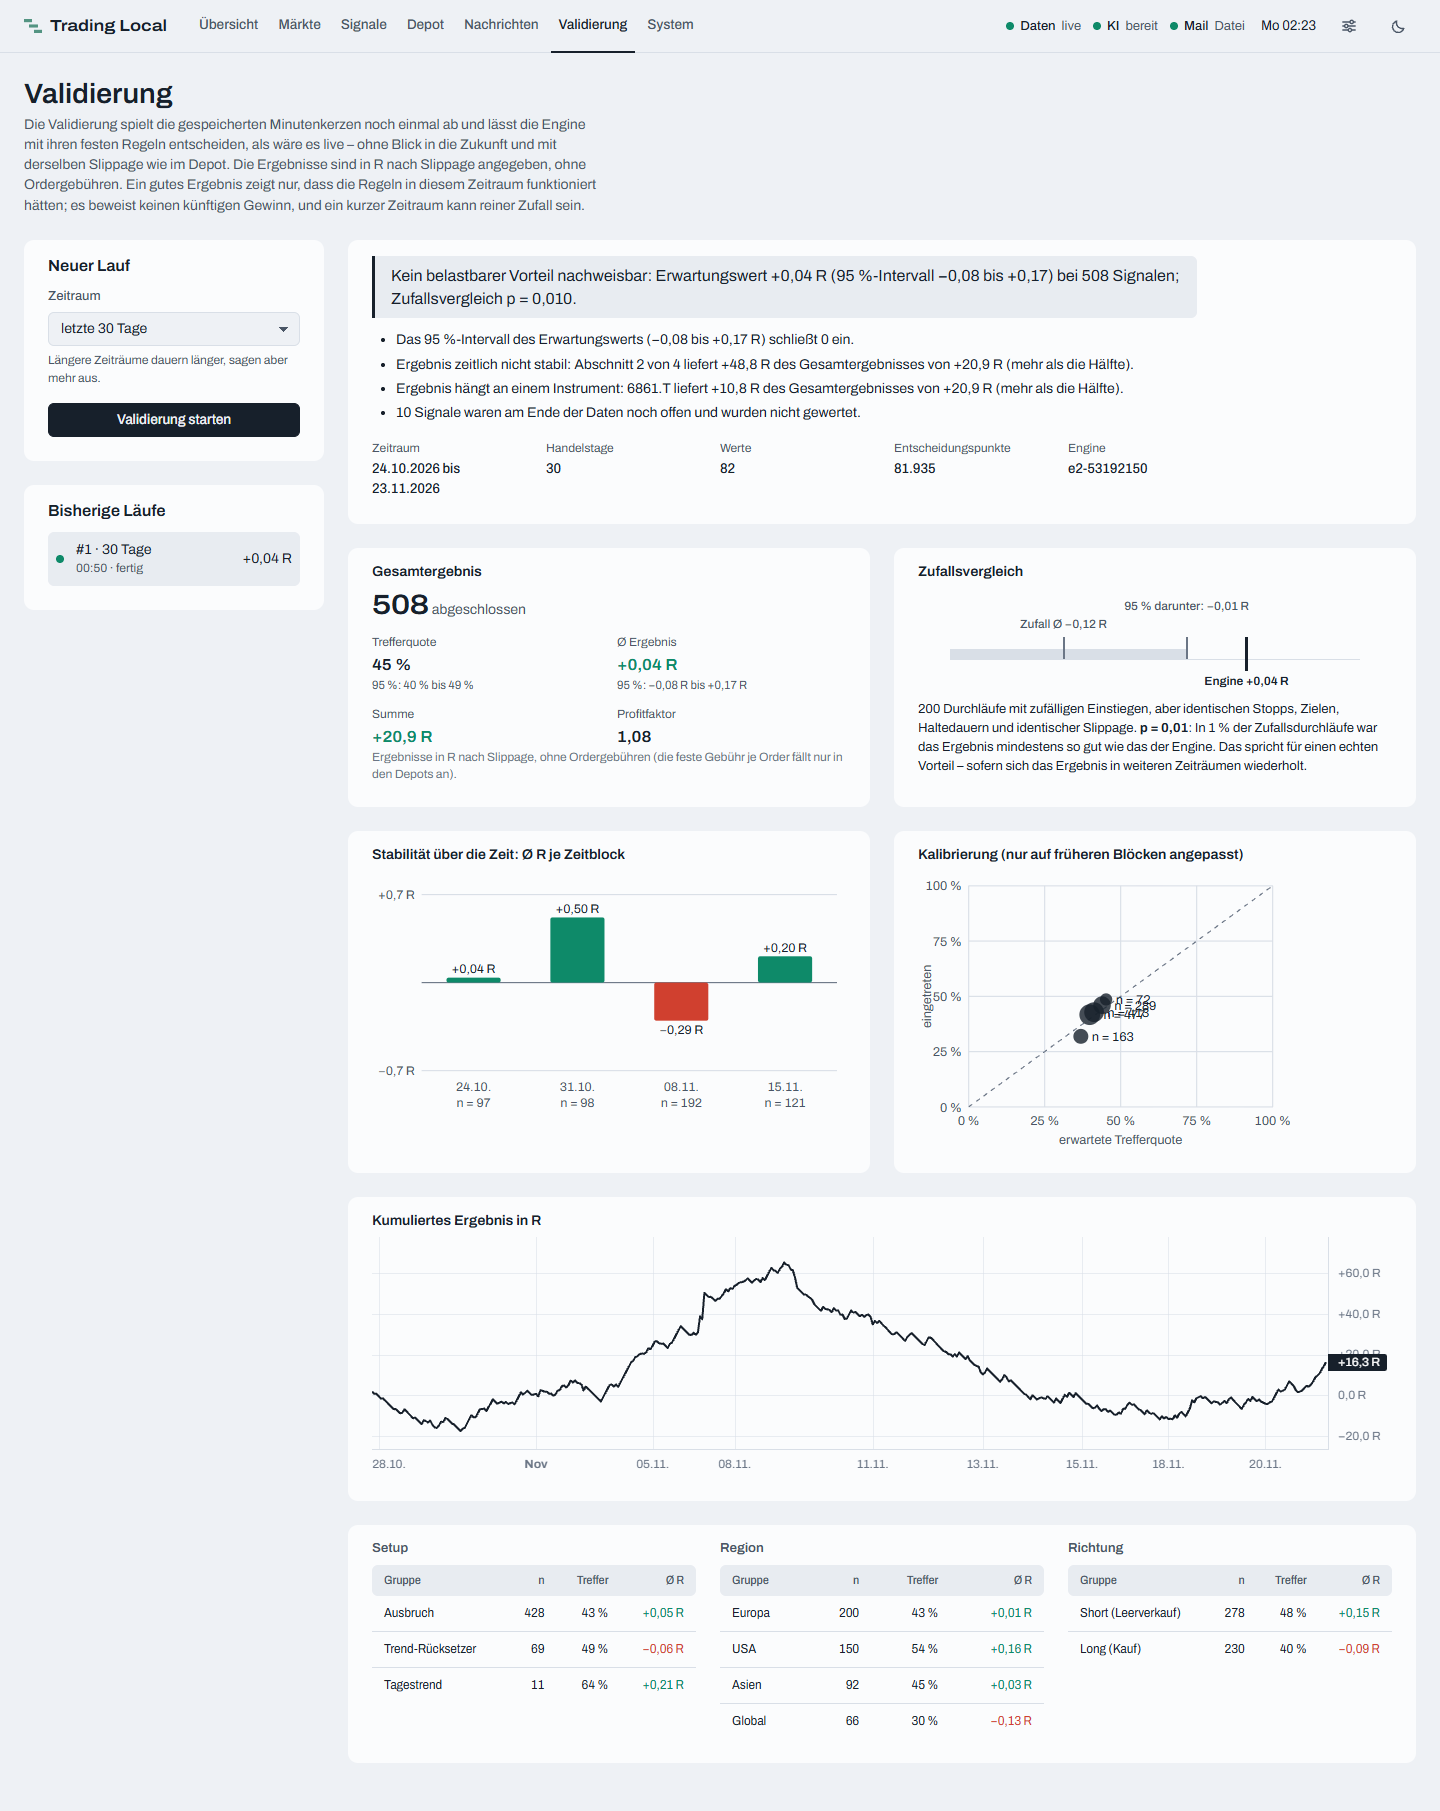 Trading Local
Übersicht
Märkte
Signale
Depot
Nachrichten
Validierung
System
Daten live
KI bereit
Mail Datei
Mo 02:23
Validierung
Die Validierung spielt die gespeicherten Minutenkerzen noch einmal ab und lässt die Engine
mit ihren festen Regeln entscheiden, als wäre es live – ohne Blick in die Zukunft und mit
derselben Slippage wie im Depot. Die Ergebnisse sind in R nach Slippage angegeben, ohne
Ordergebühren. Ein gutes Ergebnis zeigt nur, dass die Regeln in diesem Zeitraum funktioniert
hätten; es beweist keinen künftigen Gewinn, und ein kurzer Zeitraum kann reiner Zufall sein.
Neuer Lauf
Zeitraum
letzte 30 Tage
Längere Zeiträume dauern länger, sagen aber
mehr aus.
Validierung starten
Bisherige Läufe
#1 · 30 Tage
00:50 · fertig
+0,04 R
Kein belastbarer Vorteil nachweisbar: Erwartungswert +0,04 R (95 %-Intervall −0,08 bis +0,17) bei 508 Signalen;
Zufallsvergleich p = 0,010.
• Das 95 %-Intervall des Erwartungswerts (−0,08 bis +0,17 R) schließt 0 ein.
• Ergebnis zeitlich nicht stabil: Abschnitt 2 von 4 liefert +48,8 R des Gesamtergebnisses von +20,9 R (mehr als die Hälfte).
• Ergebnis hängt an einem Instrument: 6861.T liefert +10,8 R des Gesamtergebnisses von +20,9 R (mehr als die Hälfte).
• 10 Signale waren am Ende der Daten noch offen und wurden nicht gewertet.
Zeitraum
24.10.2026 bis
23.11.2026
Handelstage
30
Werte
82
Entscheidungspunkte
81.935
Engine
e2-53192150
Gesamtergebnis
508 abgeschlossen
Trefferquote
45 %
95 %: 40 % bis 49 %
Ø Ergebnis
+0,04 R
95 %: −0,08 R bis +0,17 R
Summe
+20,9 R
Profitfaktor
1,08
Ergebnisse in R nach Slippage, ohne Ordergebühren (die feste Gebühr je Order fällt nur in
den Depots an).
Zufallsvergleich
95 % darunter: −0,01 R
Zufall Ø −0,12 R
Engine +0,04 R
200 Durchläufe mit zufälligen Einstiegen, aber identischen Stopps, Zielen,
Haltedauern und identischer Slippage. p = 0,01: In 1 % der Zufallsdurchläufe war
das Ergebnis mindestens so gut wie das der Engine. Das spricht für einen echten
Vorteil – sofern sich das Ergebnis in weiteren Zeiträumen wiederholt.
Stabilität über die Zeit: Ø R je Zeitblock
+0,7 R
+0,04 R
+0,50 R
−0,29 R
+0,20 R
−0,7 R
24.10.
n = 97
31.10.
n = 98
08.11.
n = 192
15.11.
n = 121
Kalibrierung (nur auf früheren Blöcken angepasst)
100 %
75 %
50 %
25 %
0 %
eingetreten
n = 72
n = 163
0 %
25 %
50 %
75 %
100 %
erwartete Trefferquote
Kumuliertes Ergebnis in R
+60,0 R
+40,0 R
+16,3 R
0,0 R
−20,0 R
28.10.
Nov
05.11.
08.11.
11.11.
13.11.
15.11.
18.11.
20.11.
Setup
Gruppe n Treffer Ø R
Ausbruch 428 43 % +0,05 R
Trend-Rücksetzer 69 49 % −0,06 R
Tagestrend 11 64 % +0,21 R
Region
Gruppe n Treffer Ø R
Europa 200 43 % +0,01 R
USA 150 54 % +0,16 R
Asien 92 45 % +0,03 R
Global 66 30 % −0,13 R
Richtung
Gruppe n Treffer Ø R
Short (Leerverkauf) 278 48 % +0,15 R
Long (Kauf) 230 40 % −0,09 R